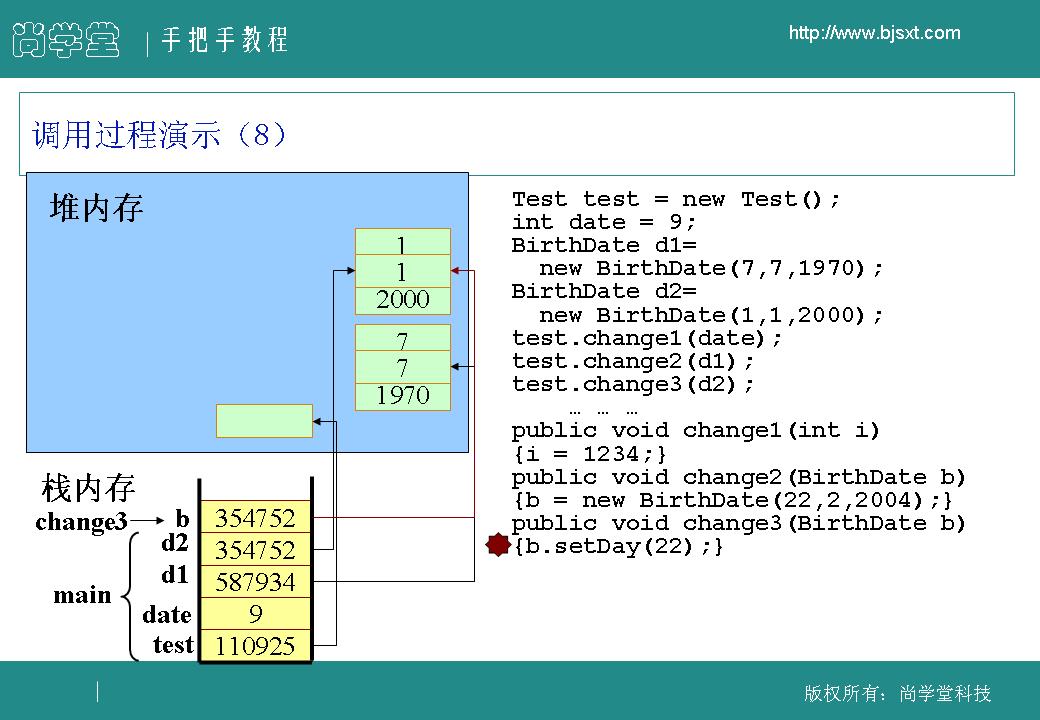 尚学堂
手把手教程
http://www.bjsxt.com
调用过程演示（8）
堆内存
1
1
2000
7
7
1970
栈内存
change3
b
354752
d2
354752
d1
587934
main
date
9
test
110925
Test test = new Test();
int date = 9;
BirthDate d1=
new BirthDate(7,7,1970);
BirthDate d2=
new BirthDate(1,1,2000);
test.change1(date);
test.change2(d1);
test.change3(d2);
… … …
public void change1(int i)
{i = 1234;}
public void change2(BirthDate b)
{b = new BirthDate(22,2,2004);}
public void change3(BirthDate b)
{b.setDay(22);}
版权所有：尚学堂科技